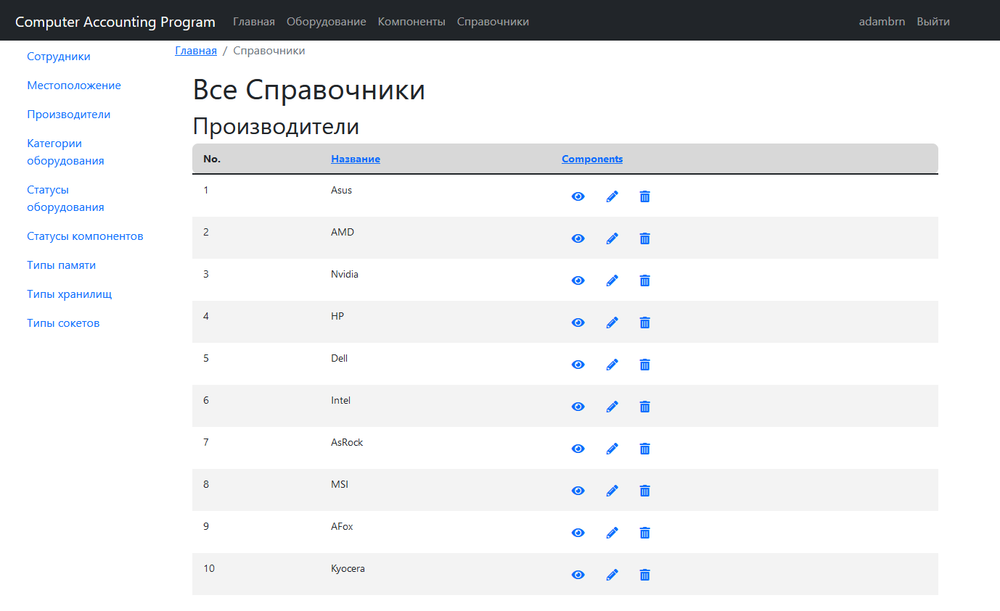 Computer Accounting Program Главная Оборудование Компоненты Справочники adambrn Выйти
Сотрудники
Местоположение
Производители
Категории
оборудования
Статусы
оборудования
Статусы компонентов
Типы памяти
Типы хранилищ
Типы сокетов
Главная / Справочники
Все Справочники
Производители
No. Название Components
1 Asus
2 AMD
3 Nvidia
4 HP
5 Dell
6 Intel
7 AsRock
8 MSI
9 AFox
10 Kyocera